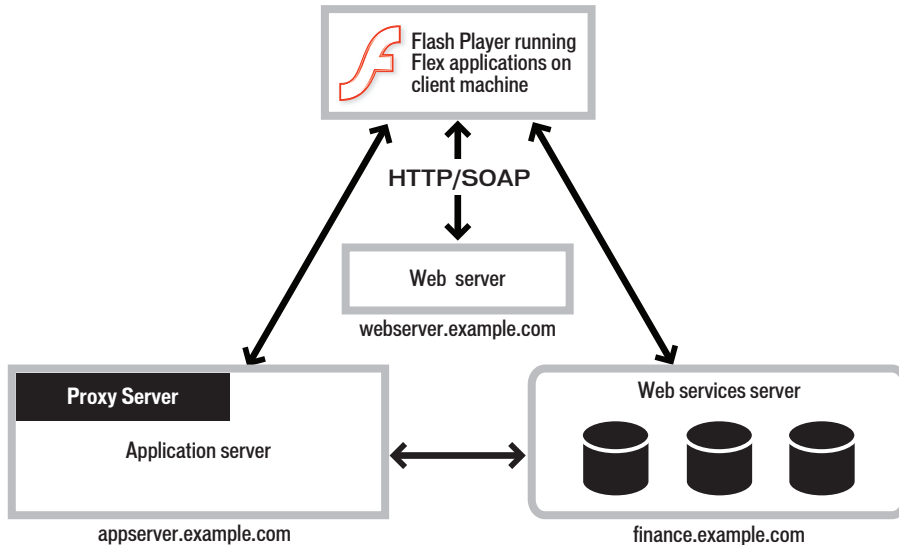 Flash Player running
Flex applications on
client machine
HTTP/SOAP
Web server
webserver.example.com
Proxy Server
Application server
appserver.example.com
Web services server
finance.example.com